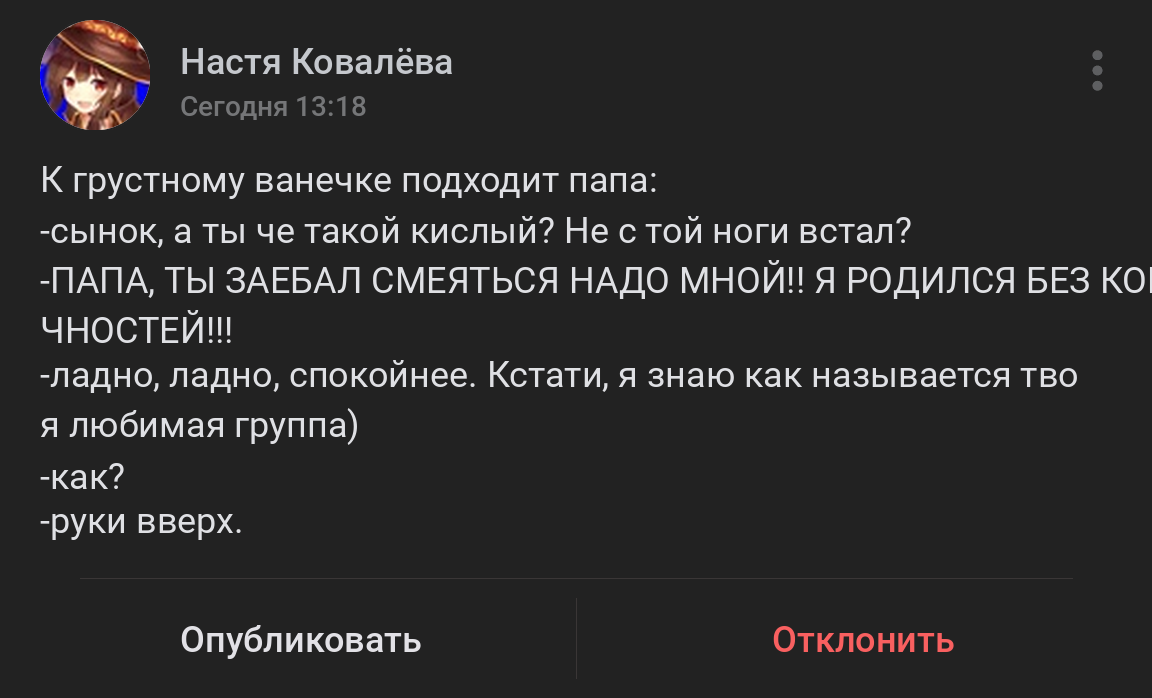 Настя Ковалёва
Сегодня 13:18
К грустному ванечке подходит папа:
-сынок, а ты че такой кислый? Не с той ноги встал?
-ПАПА, ТЫ ЗАЕБАЛ СМЕЯТЬСЯ НАДО МНОЙ!! Я РОДИЛСЯ БЕЗ КО
ЧНОСТЕЙ!!!
-ладно, ладно, спокойнее. Кстати, я знаю как называется тво
я любимая группа)
-как?
-руки вверх.
Опубликовать
Отклонить